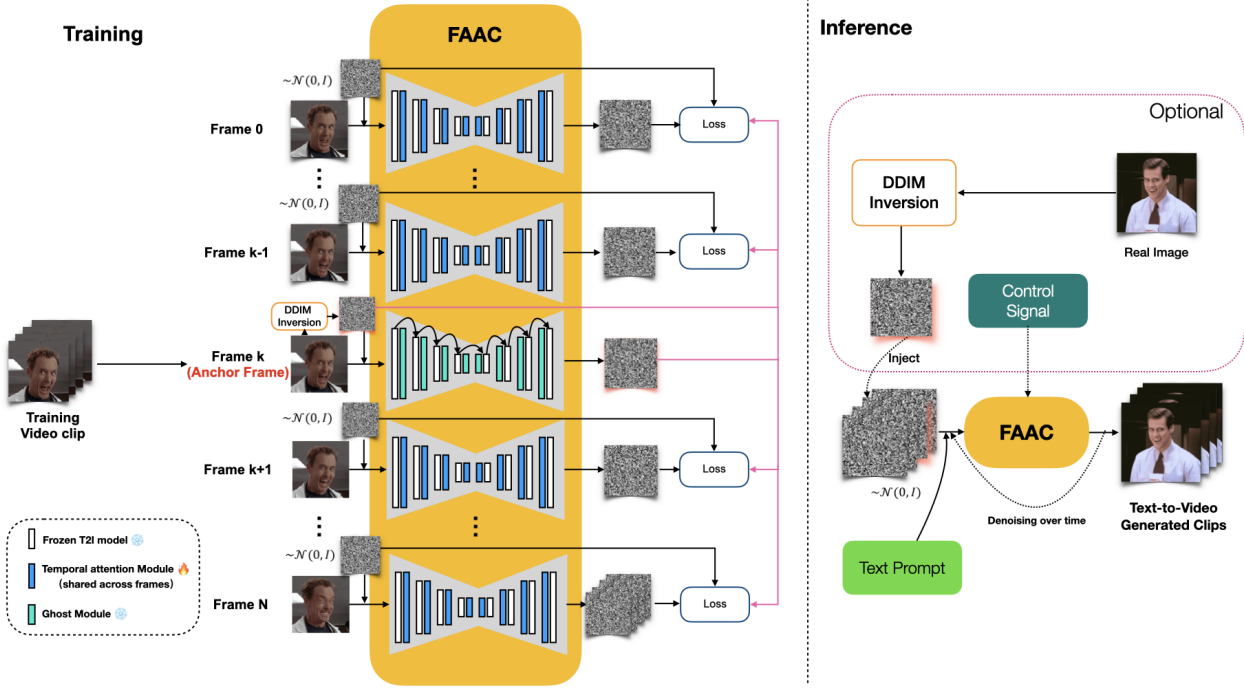 Training
FAAC
~𝒩(0, I)
Frame 0
Loss
~𝒩(0, I)
Frame k-1
Loss
DDIM
Inversion
Frame k
(Anchor Frame)
Training
Video clip
~𝒩(0, I)
Frame k+1
Loss
~𝒩(0, I)
Frame N
Loss
Frozen T2I model
Temporal attention Module
(shared across frames)
Ghost Module
Inference
Optional
DDIM
Inversion
Real Image
Control
Signal
Inject
FAAC
~𝒩(0, I)
Denoising over time
Text-to-Video
Generated Clips
Text Prompt